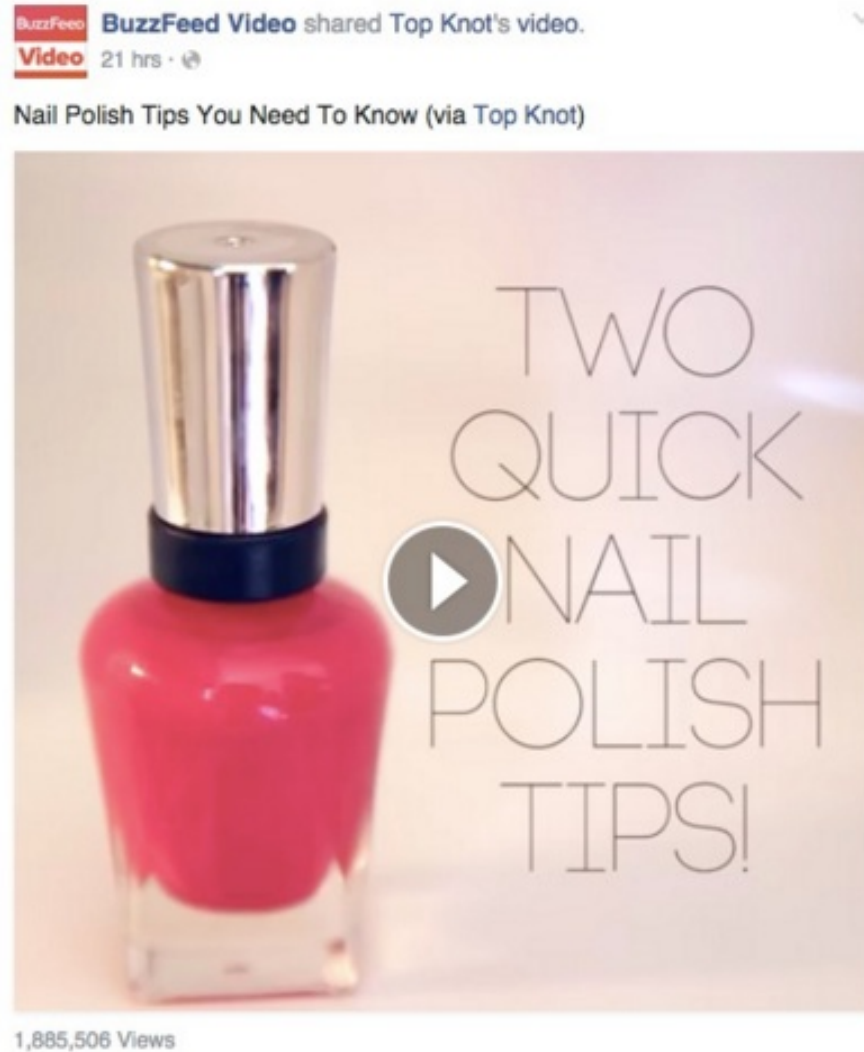 BuzzFeed
Video
BuzzFeed Video shared Top Knot's video.
21 hrs ·
Nail Polish Tips You Need To Know (via Top Knot)
TWO
QUICK
NAIL
POLISH
TIPS!
1,885,506 Views